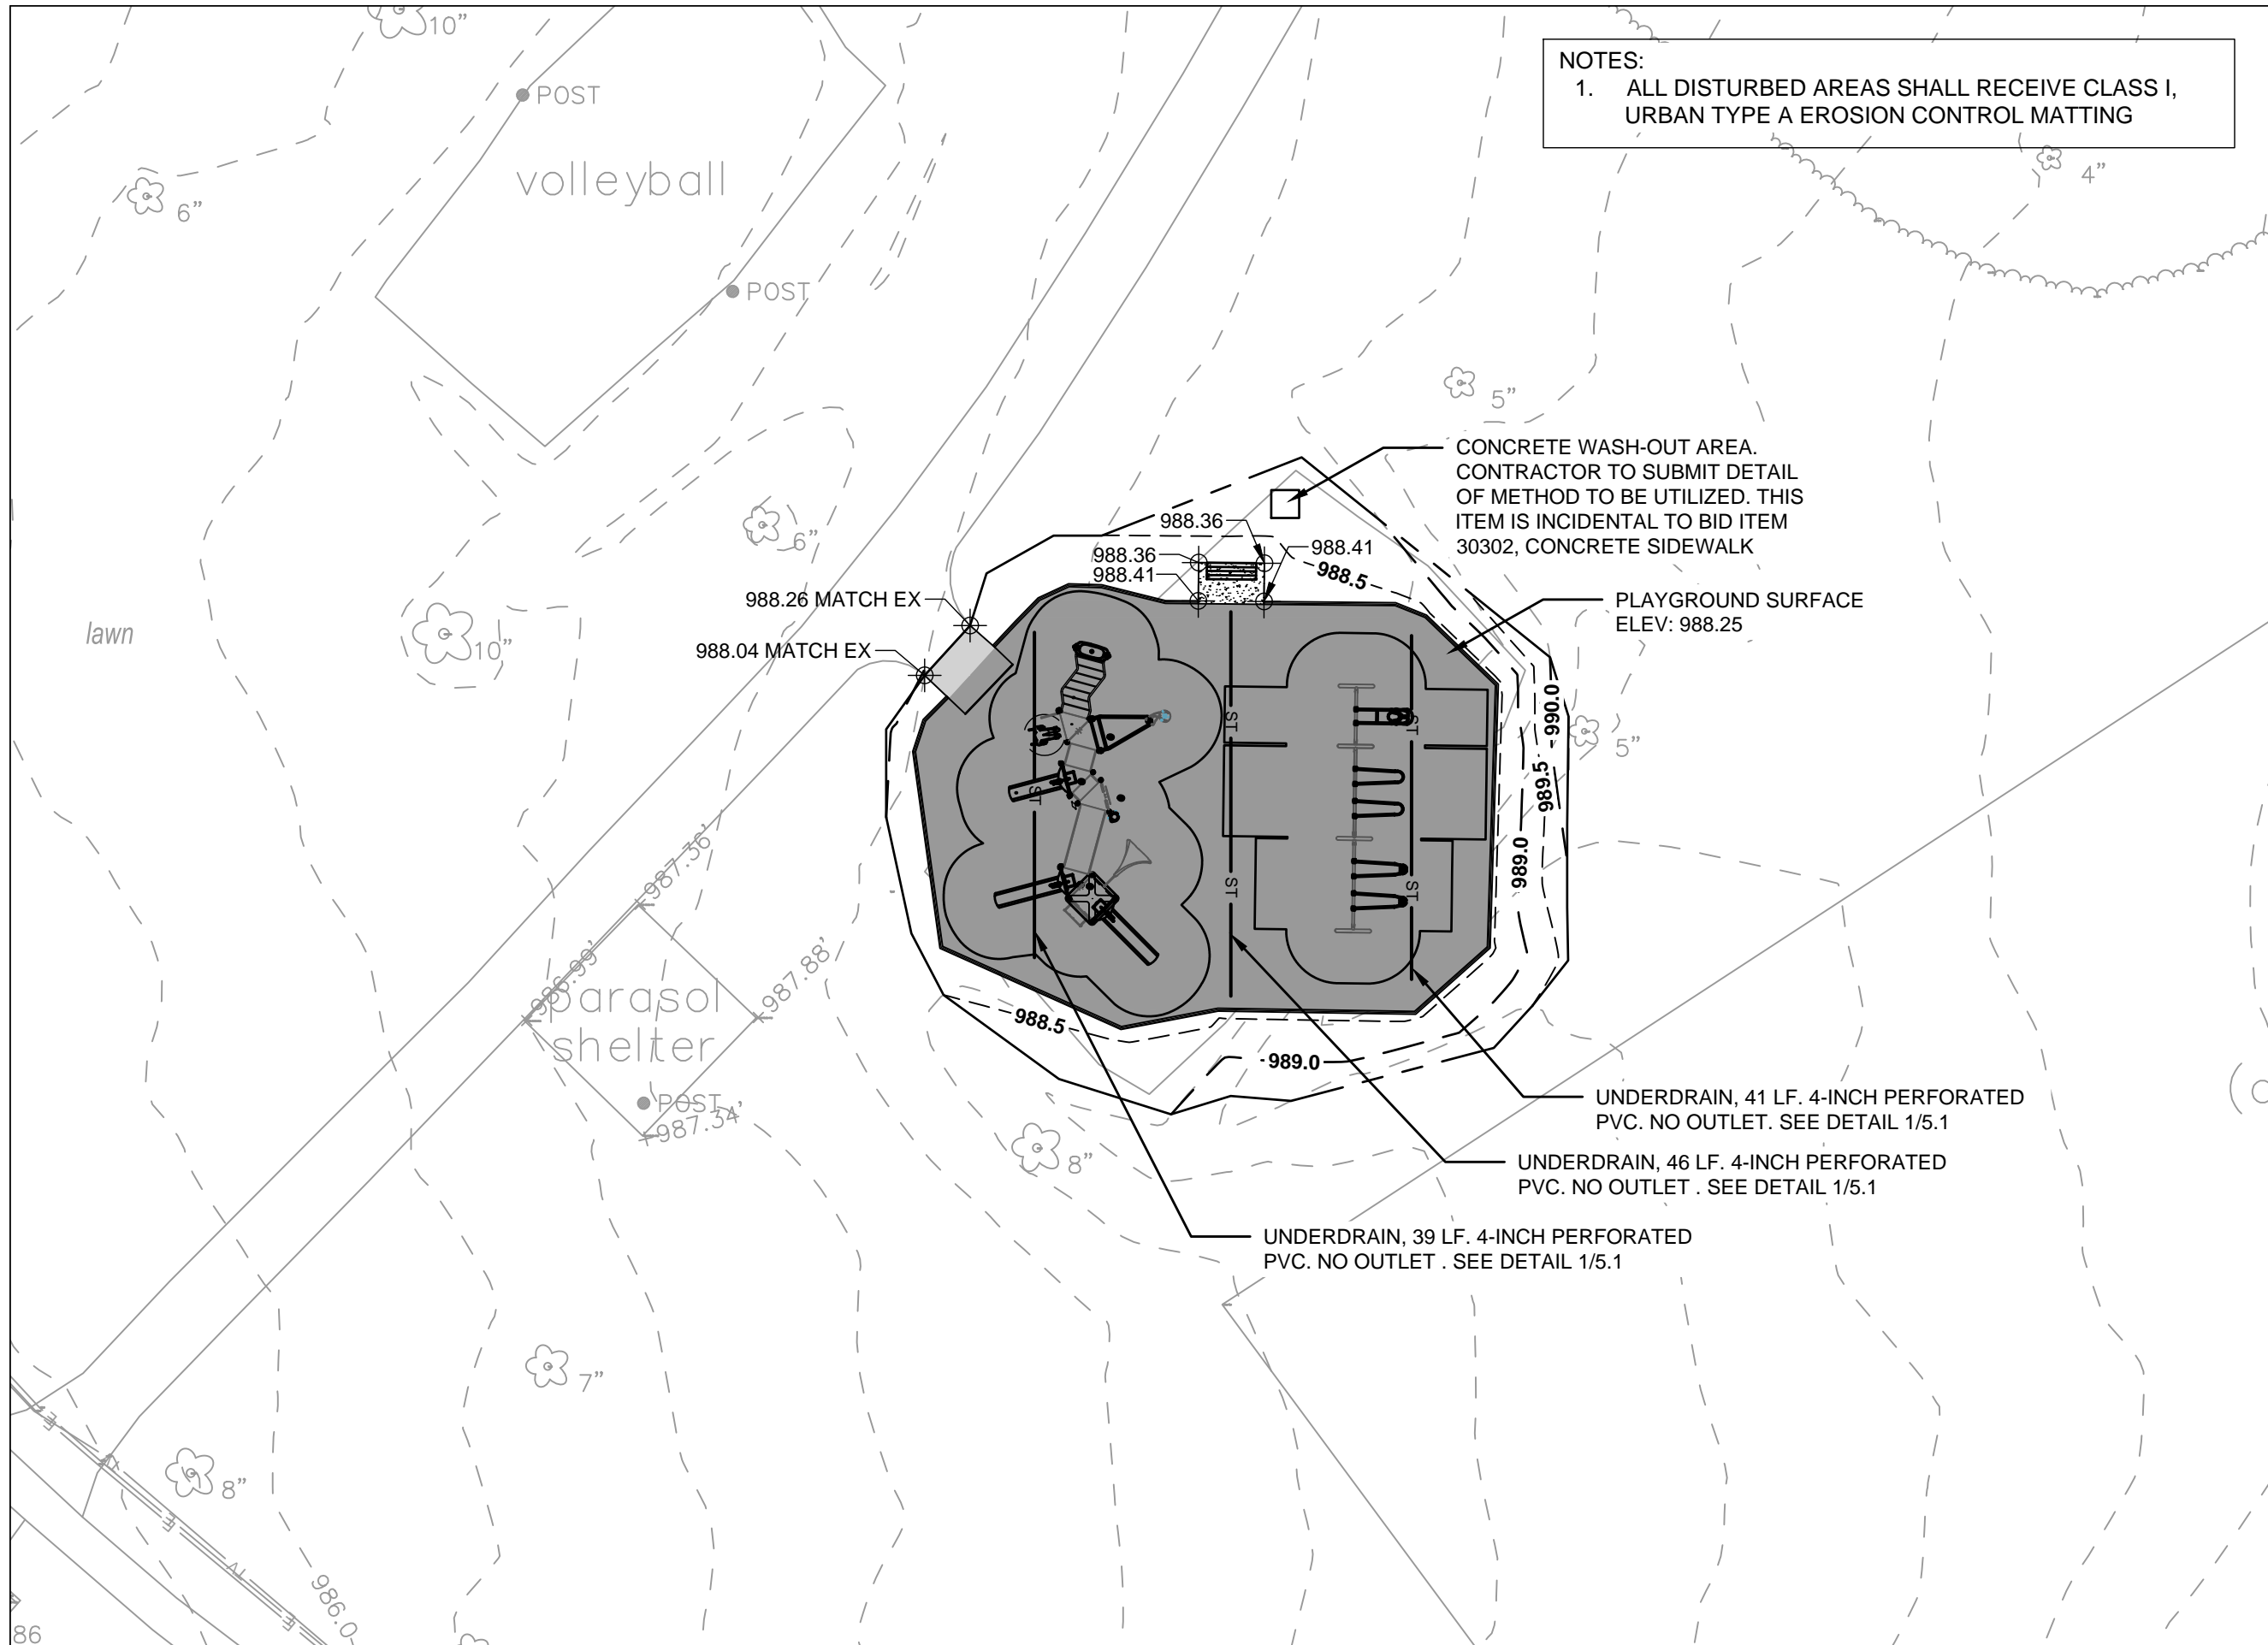 10"
NOTES:
1. ALL DISTURBED AREAS SHALL RECEIVE CLASS I,
URBAN TYPE A EROSION CONTROL MATTING
POST
volleyball
4"
6"
POST
5"
CONCRETE WASH-OUT AREA.
CONTRACTOR TO SUBMIT DETAIL
OF METHOD TO BE UTILIZED. THIS
ITEM IS INCIDENTAL TO BID ITEM
30302, CONCRETE SIDEWALK
6"
988.36
988.36
988.41
988.41
988.5
988.26 MATCH EX
988.04 MATCH EX
PLAYGROUND SURFACE
ELEV: 988.25
lawn
10"
990.0
989.5
989.0
5"
ST
ST
ST
ST
ST
987.36'
986.99'
987.88'
parasol
shelter
POST
987.34'
988.5
989.0
8"
UNDERDRAIN, 41 LF. 4-INCH PERFORATED
PVC. NO OUTLET. SEE DETAIL 1/5.1
UNDERDRAIN, 46 LF. 4-INCH PERFORATED
PVC. NO OUTLET . SEE DETAIL 1/5.1
UNDERDRAIN, 39 LF. 4-INCH PERFORATED
PVC. NO OUTLET . SEE DETAIL 1/5.1
7"
8"
E
E
E
986.0
86